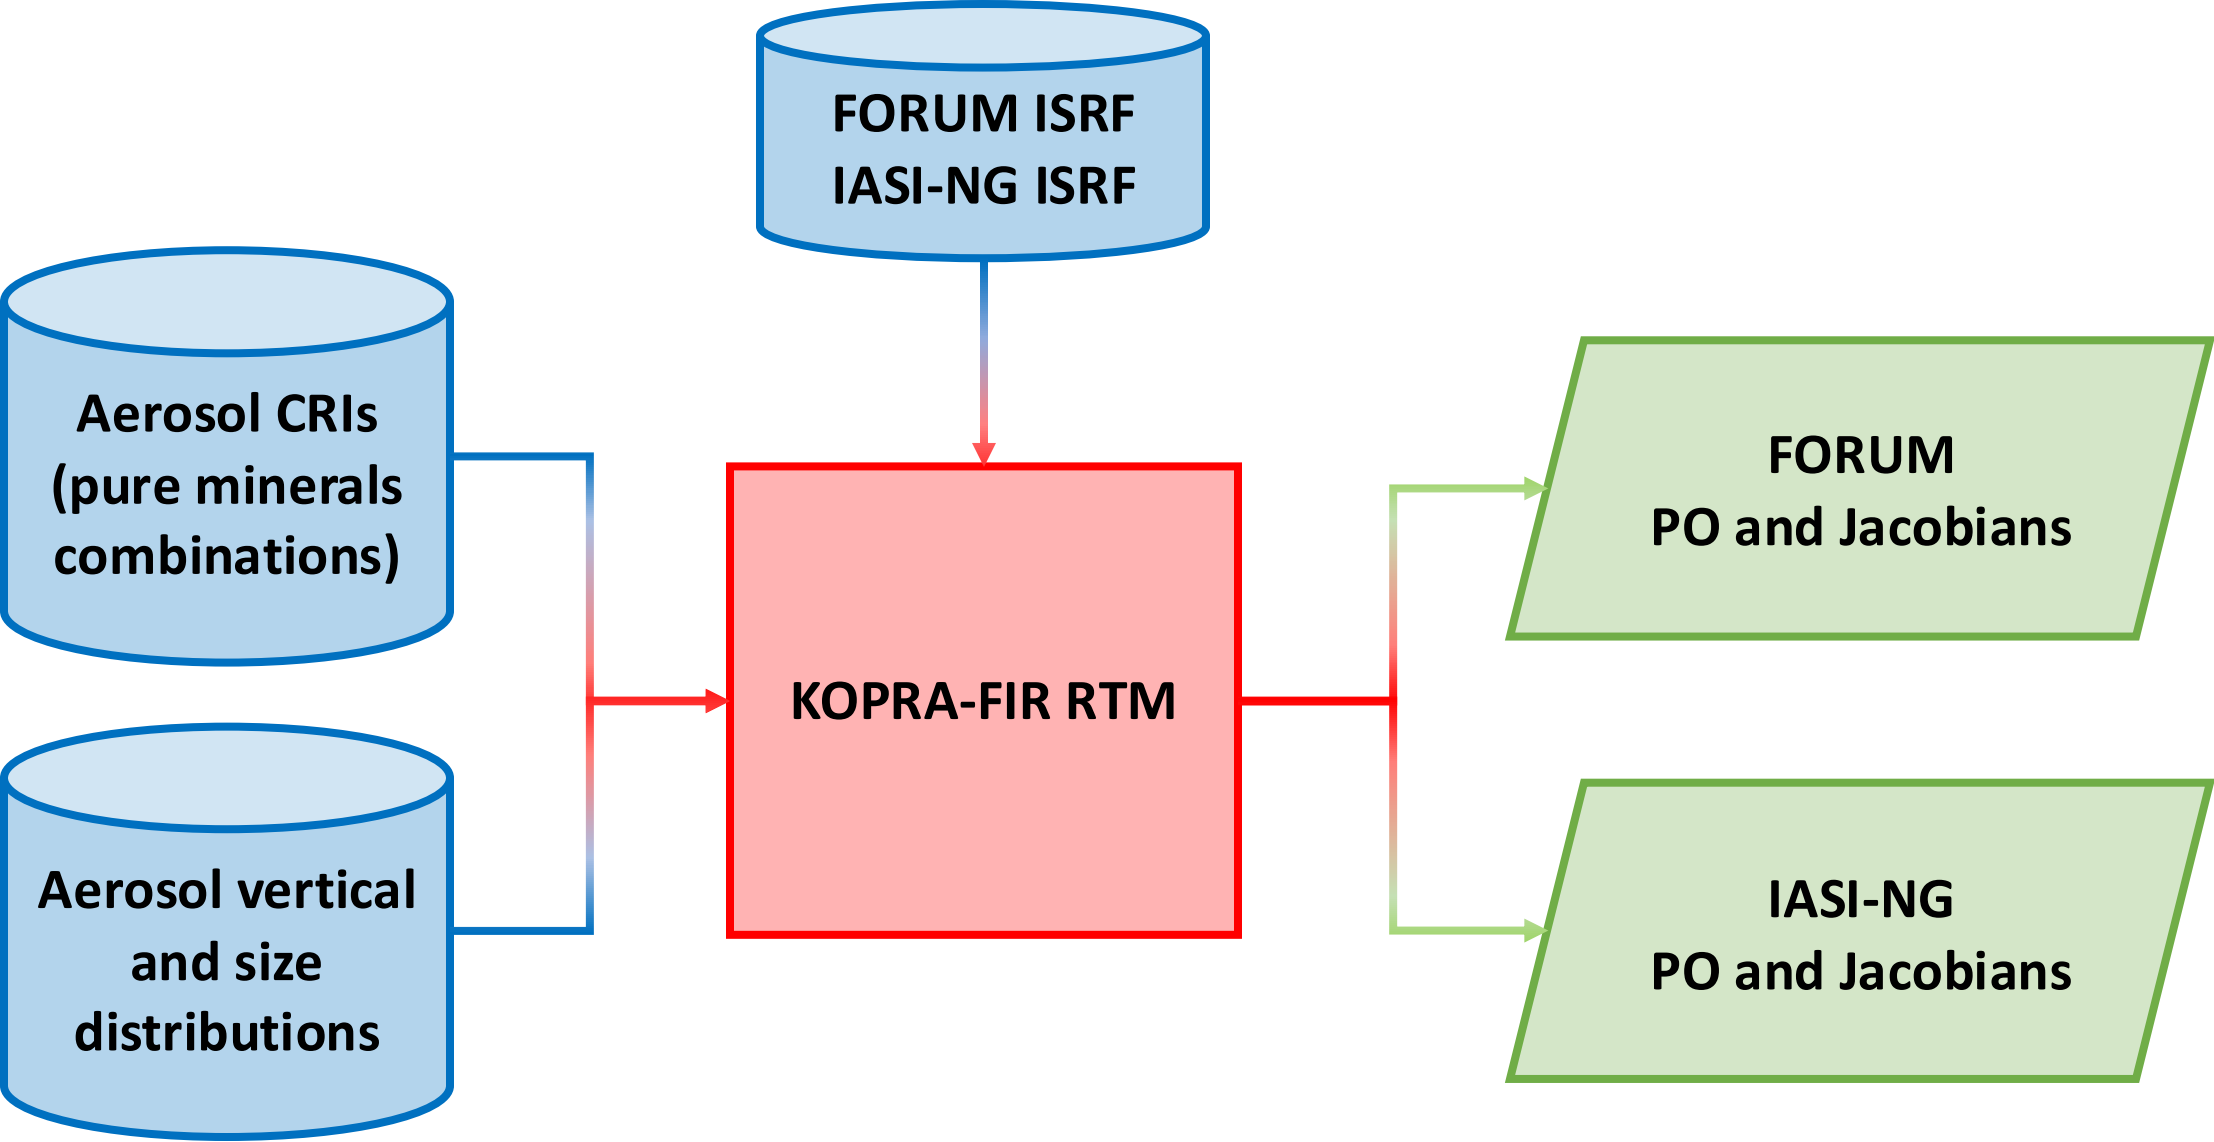 FORUM ISRF
IASI-NG ISRF
Aerosol CRIs
(pure minerals
combinations)
Aerosol vertical
and size
distributions
KOPRA-FIR RTM
FORUM
PO and Jacobians
IASI-NG
PO and Jacobians